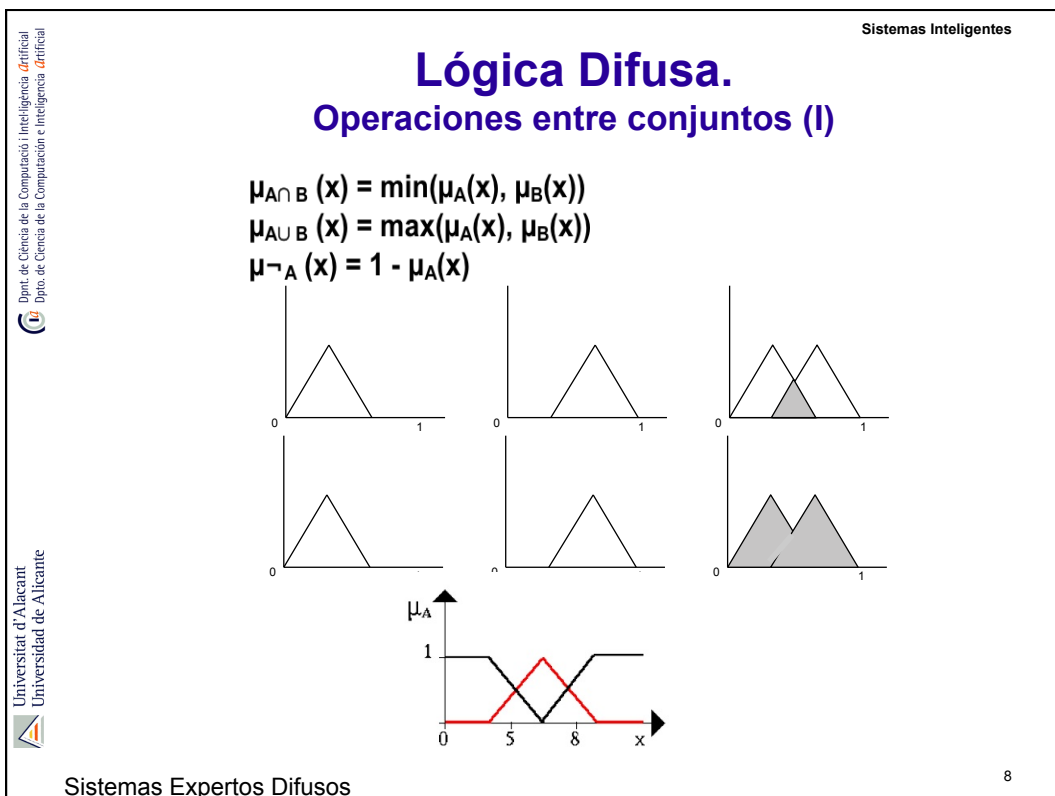 Sistemas Inteligentes
Dpnt. de Ciència de la Computació i Intel·ligència Artificial
Dpto. de Ciencia de la Computación e Inteligencia Artificial
Lógica Difusa.
Operaciones entre conjuntos (I)
μA∩ B (x) = min(μA(x), μB(x))
μA∪ B (x) = max(μA(x), μB(x))
μ¬A (x) = 1 - μA(x)
0 1 0 1 0 1
0 0 1
μA
1
0 5 8 x
Universitat d'Alacant
Universidad de Alicante
Sistemas Expertos Difusos
8